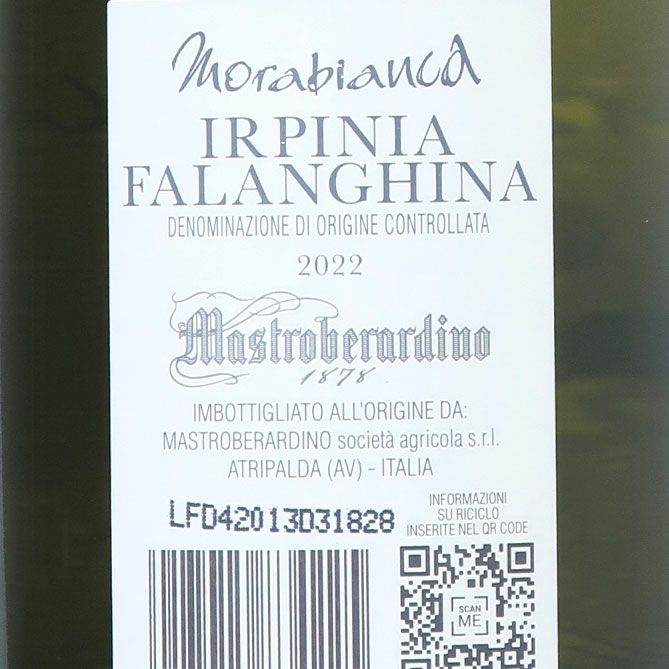 Morabianca
IRPINIA
FALANGHINA
DENOMINAZIONE DI ORIGINE CONTROLLATA
2022
Mastroberardino
1878
IMBOTTIGLIATO ALL'ORIGINE DA:
MASTROBERARDINO società agricola s.r.l.
ATRIPALDA (AV) - ITALIA
LFD42013D31828
INFORMAZIONI
SU RICICLO
INSERITE NEL QR CODE
SCAN
ME